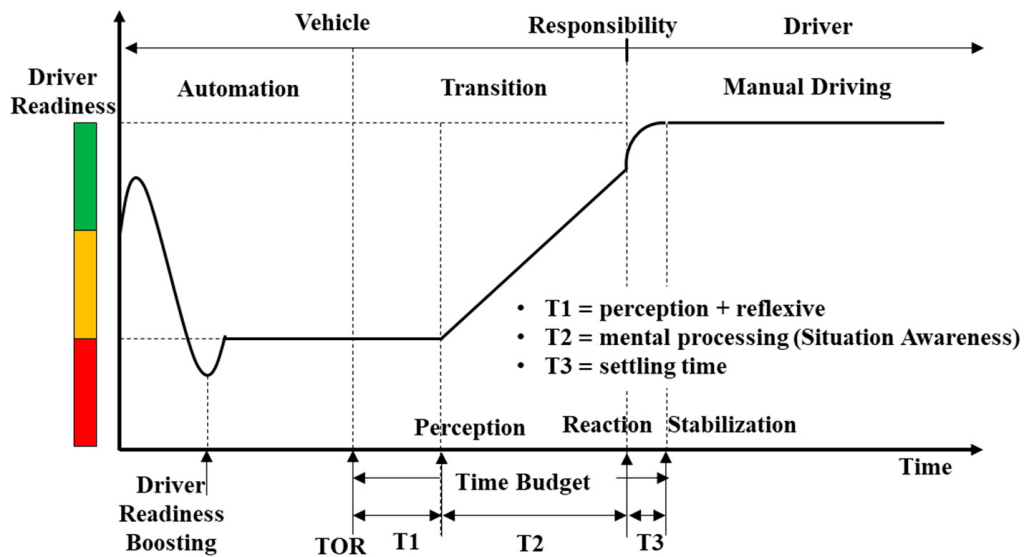 Vehicle
Responsibility
Driver
Driver
Readiness
Automation
Transition
Manual Driving
• T1 = perception + reflexive
• T2 = mental processing (Situation Awareness)
• T3 = settling time
Perception
Reaction
Stabilization
Time
Driver
Readiness
Boosting
Time Budget
TOR
T1
T2
T3